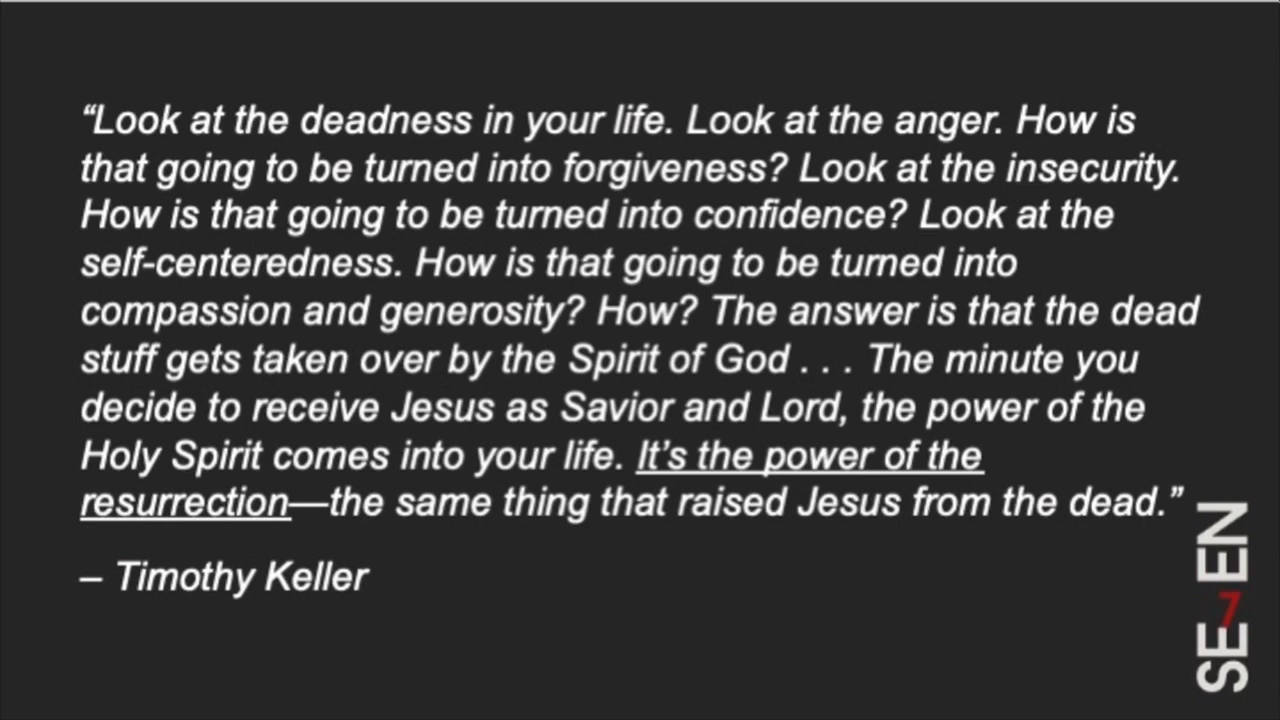 “Look at the deadness in your life. Look at the anger. How is
that going to be turned into forgiveness? Look at the insecurity.
How is that going to be turned into confidence? Look at the
self-centeredness. How is that going to be turned into
compassion and generosity? How? The answer is that the dead
stuff gets taken over by the Spirit of God . . . The minute you
decide to receive Jesus as Savior and Lord, the power of the
Holy Spirit comes into your life. It’s the power of the
resurrection—the same thing that raised Jesus from the dead.”
– Timothy Keller
SE7EN